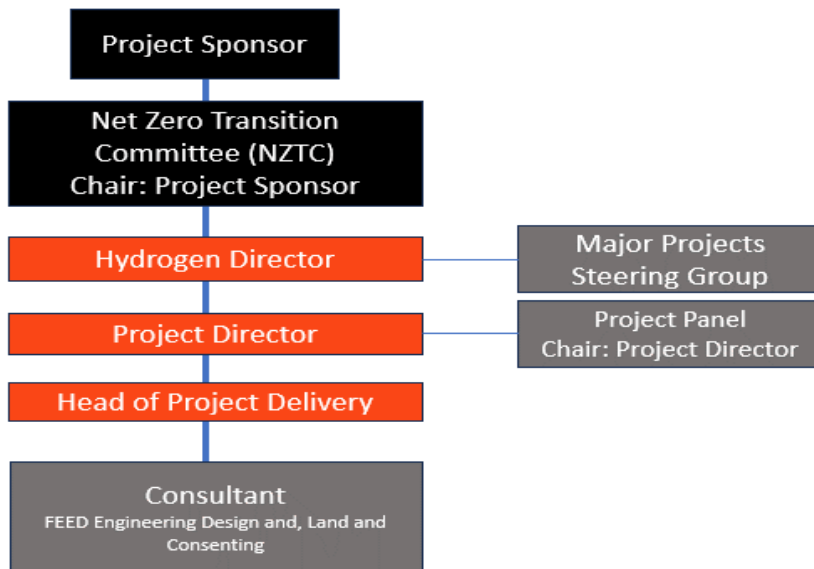 Project Sponsor
Net Zero Transition
Committee (NZTC)
Chair: Project Sponsor
Hydrogen Director
Major Projects
Steering Group
Project Director
Project Panel
Chair: Project Director
Head of Project Delivery
Consultant
FEED Engineering Design and, Land and
Consenting